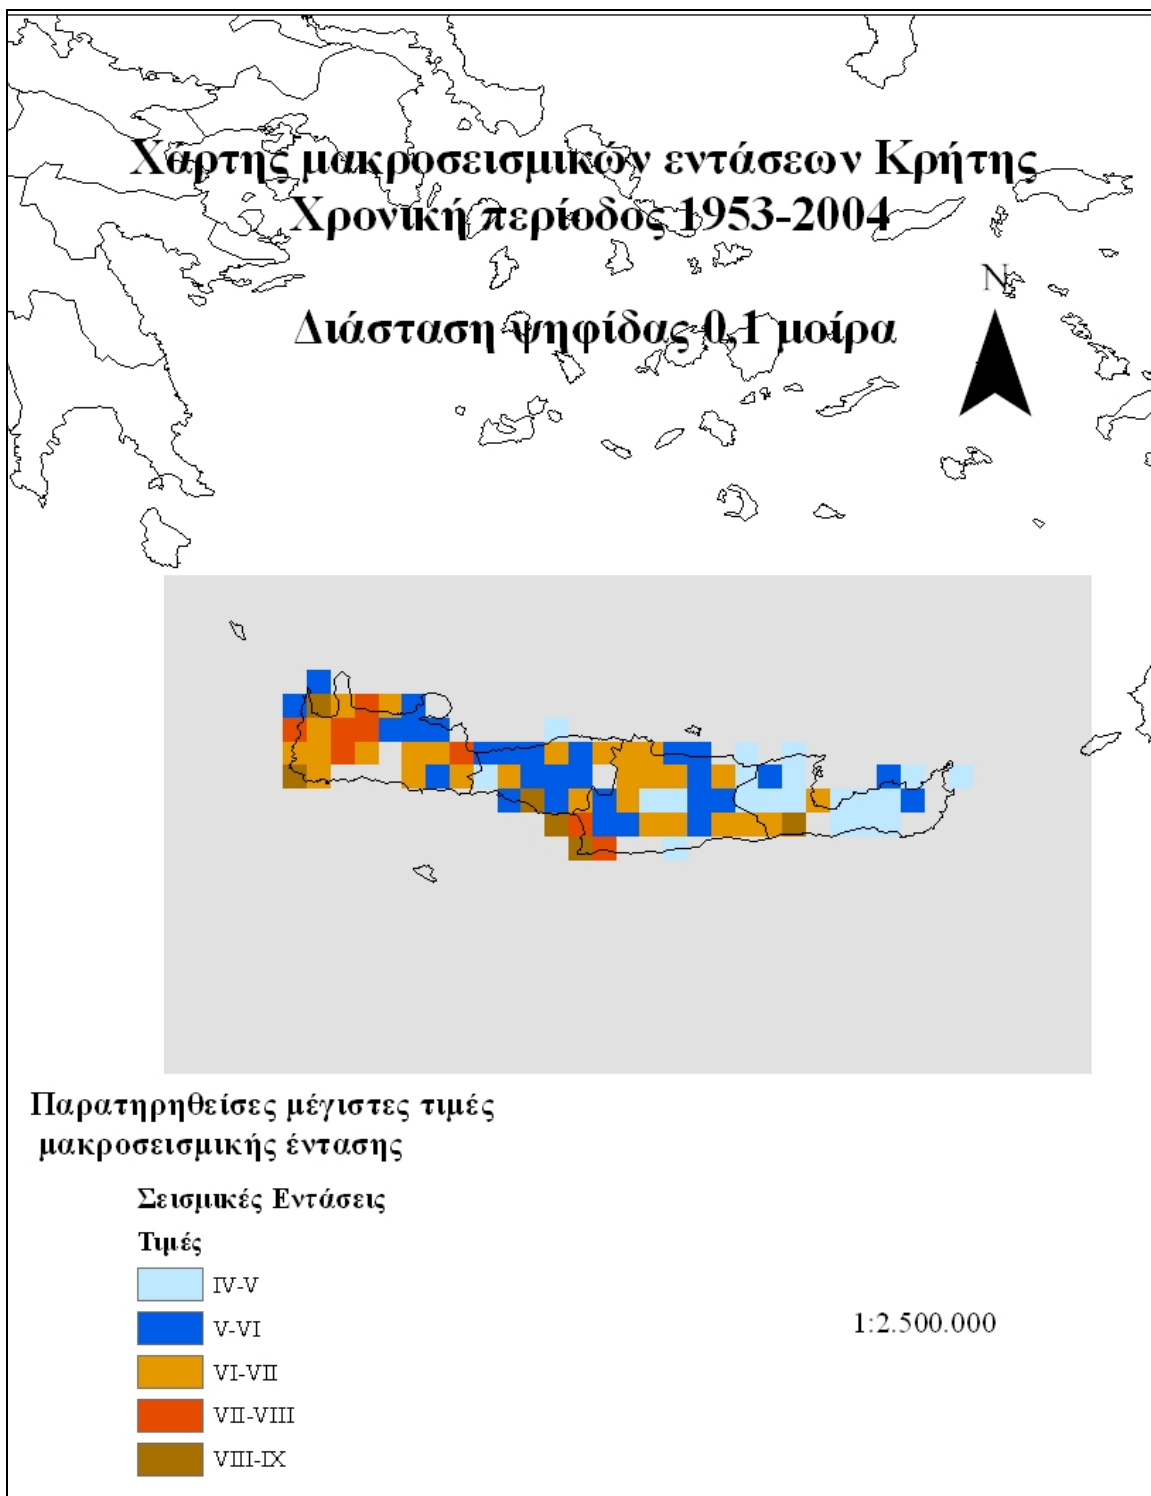 Χάρτης μακροσεισμικών εντάσεων Κρήτης
Χρονική περίοδος 1953-2004
N
Διάσταση ψηφίδας 0,1 μοίρα
Παρατηρηθείσες μέγιστες τιμές
μακροσεισμικής έντασης
Σεισμικές Εντάσεις
Τιμές
IV-V
V-VI
1:2.500.000
VI-VII
VII-VIII
VIII-IX